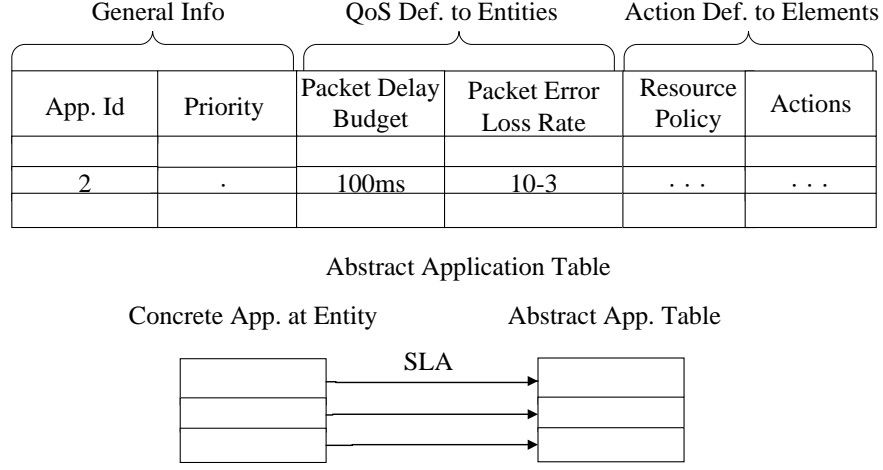 General Info QoS Def. to Entities Action Def. to Elements
App. Id Priority Packet Delay Budget Packet Error Loss Rate Resource Policy Actions
2 . 100ms 10-3 . . . . . .
Abstract Application Table
Concrete App. at Entity Abstract App. Table
SLA